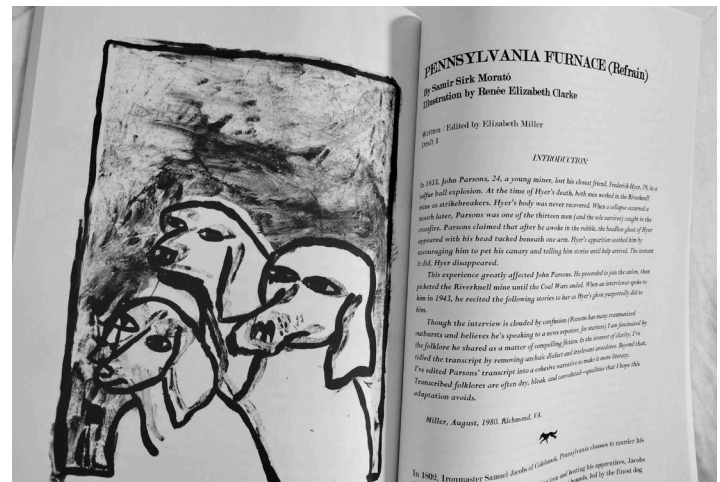 PENNSYLVANIA FURNACE (Refrain)
By Samir Sirk Morató
Illustration by Renée Elizabeth Clarke
Written / Edited by Elizabeth Miller
Draft 1
INTRODUCTION:
In 1933, John Parsons, 24, a young miner, lost his closest friend, Frederick Hyer, 19, in a
sulfur ball explosion. At the time of Hyer's death, both men worked in the Riverknell
mine as strikebreakers. Hyer's body was never recovered. When a collapse occurred a
month later, Parsons was one of the thirteen men (and the sole survivor) caught in the
crossfire. Parsons claimed that after he awoke in the rubble, the headless ghost of Hyer
appeared with his head tucked beneath one arm. Hyer's apparition soothed him by
encouraging him to pet his canary and telling him stories until help arrived. The instant
it did, Hyer disappeared.
This experience greatly affected John Parsons. He proceeded to join the union, then
picketed the Riverknell mine until the Coal Wars ended. When an interviewer spoke to
him in 1943, he recited the following stories to her as Hyer's ghost purportedly did to
him.
Though the interview is clouded by confusion (Parsons has many traumatized
outbursts and believes he's speaking to a news reporter, for starters) I am fascinated by
the folklore he shared as a matter of compelling fiction. In the interest of clarity, I've
tidied the transcript by removing archaic dialect and irrelevant anecdotes. Beyond that,
I've edited Parsons' transcript into a cohesive narrative to make it more literary.
Transcribed folklores are often dry, bleak, and convoluted—qualities that I hope this
adaptation avoids.
Miller, August, 1980. Richmond, VA.
In 1802, Ironmaster Samuel Jacobs of Colebrook, Pennsylvania chooses to murder his
iron and beating his apprentices, Jacobs
hounds, led by the finest dog